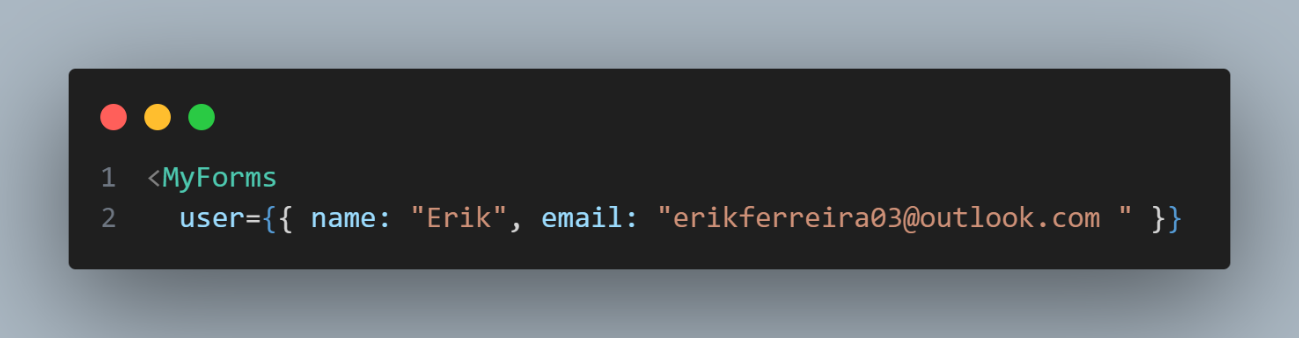 1 <MyForms
2 user={{ name: "Erik", email: "erikferreira03@outlook.com " }}